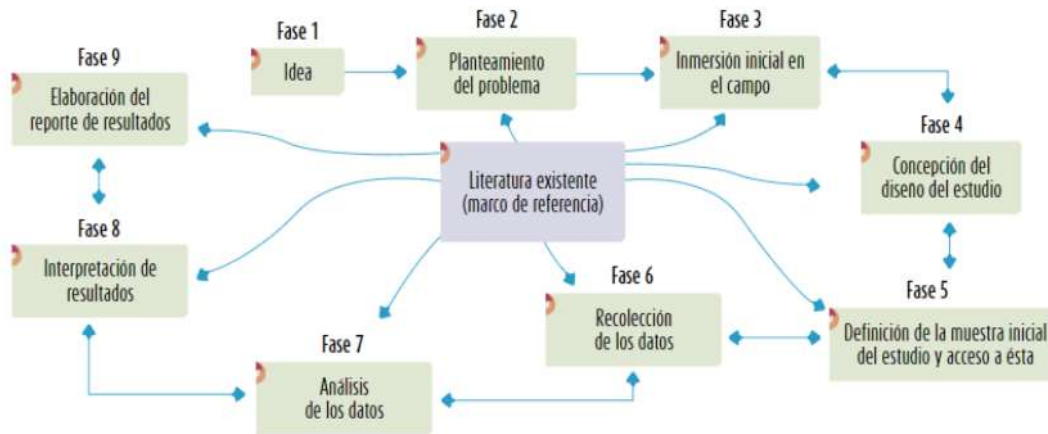 Fase 1
Idea
Fase 2
Planteamiento
del problema
Fase 3
Inmersión inicial en
el campo
Fase 4
Concepción del
diseño del estudio
Fase 5
Definición de la muestra inicial
del estudio y acceso a ésta
Fase 6
Recolección
de los datos
Fase 7
Análisis
de los datos
Fase 8
Interpretación de
resultados
Fase 9
Elaboración del
reporte de resultados
Literatura existente
(marco de referencia)